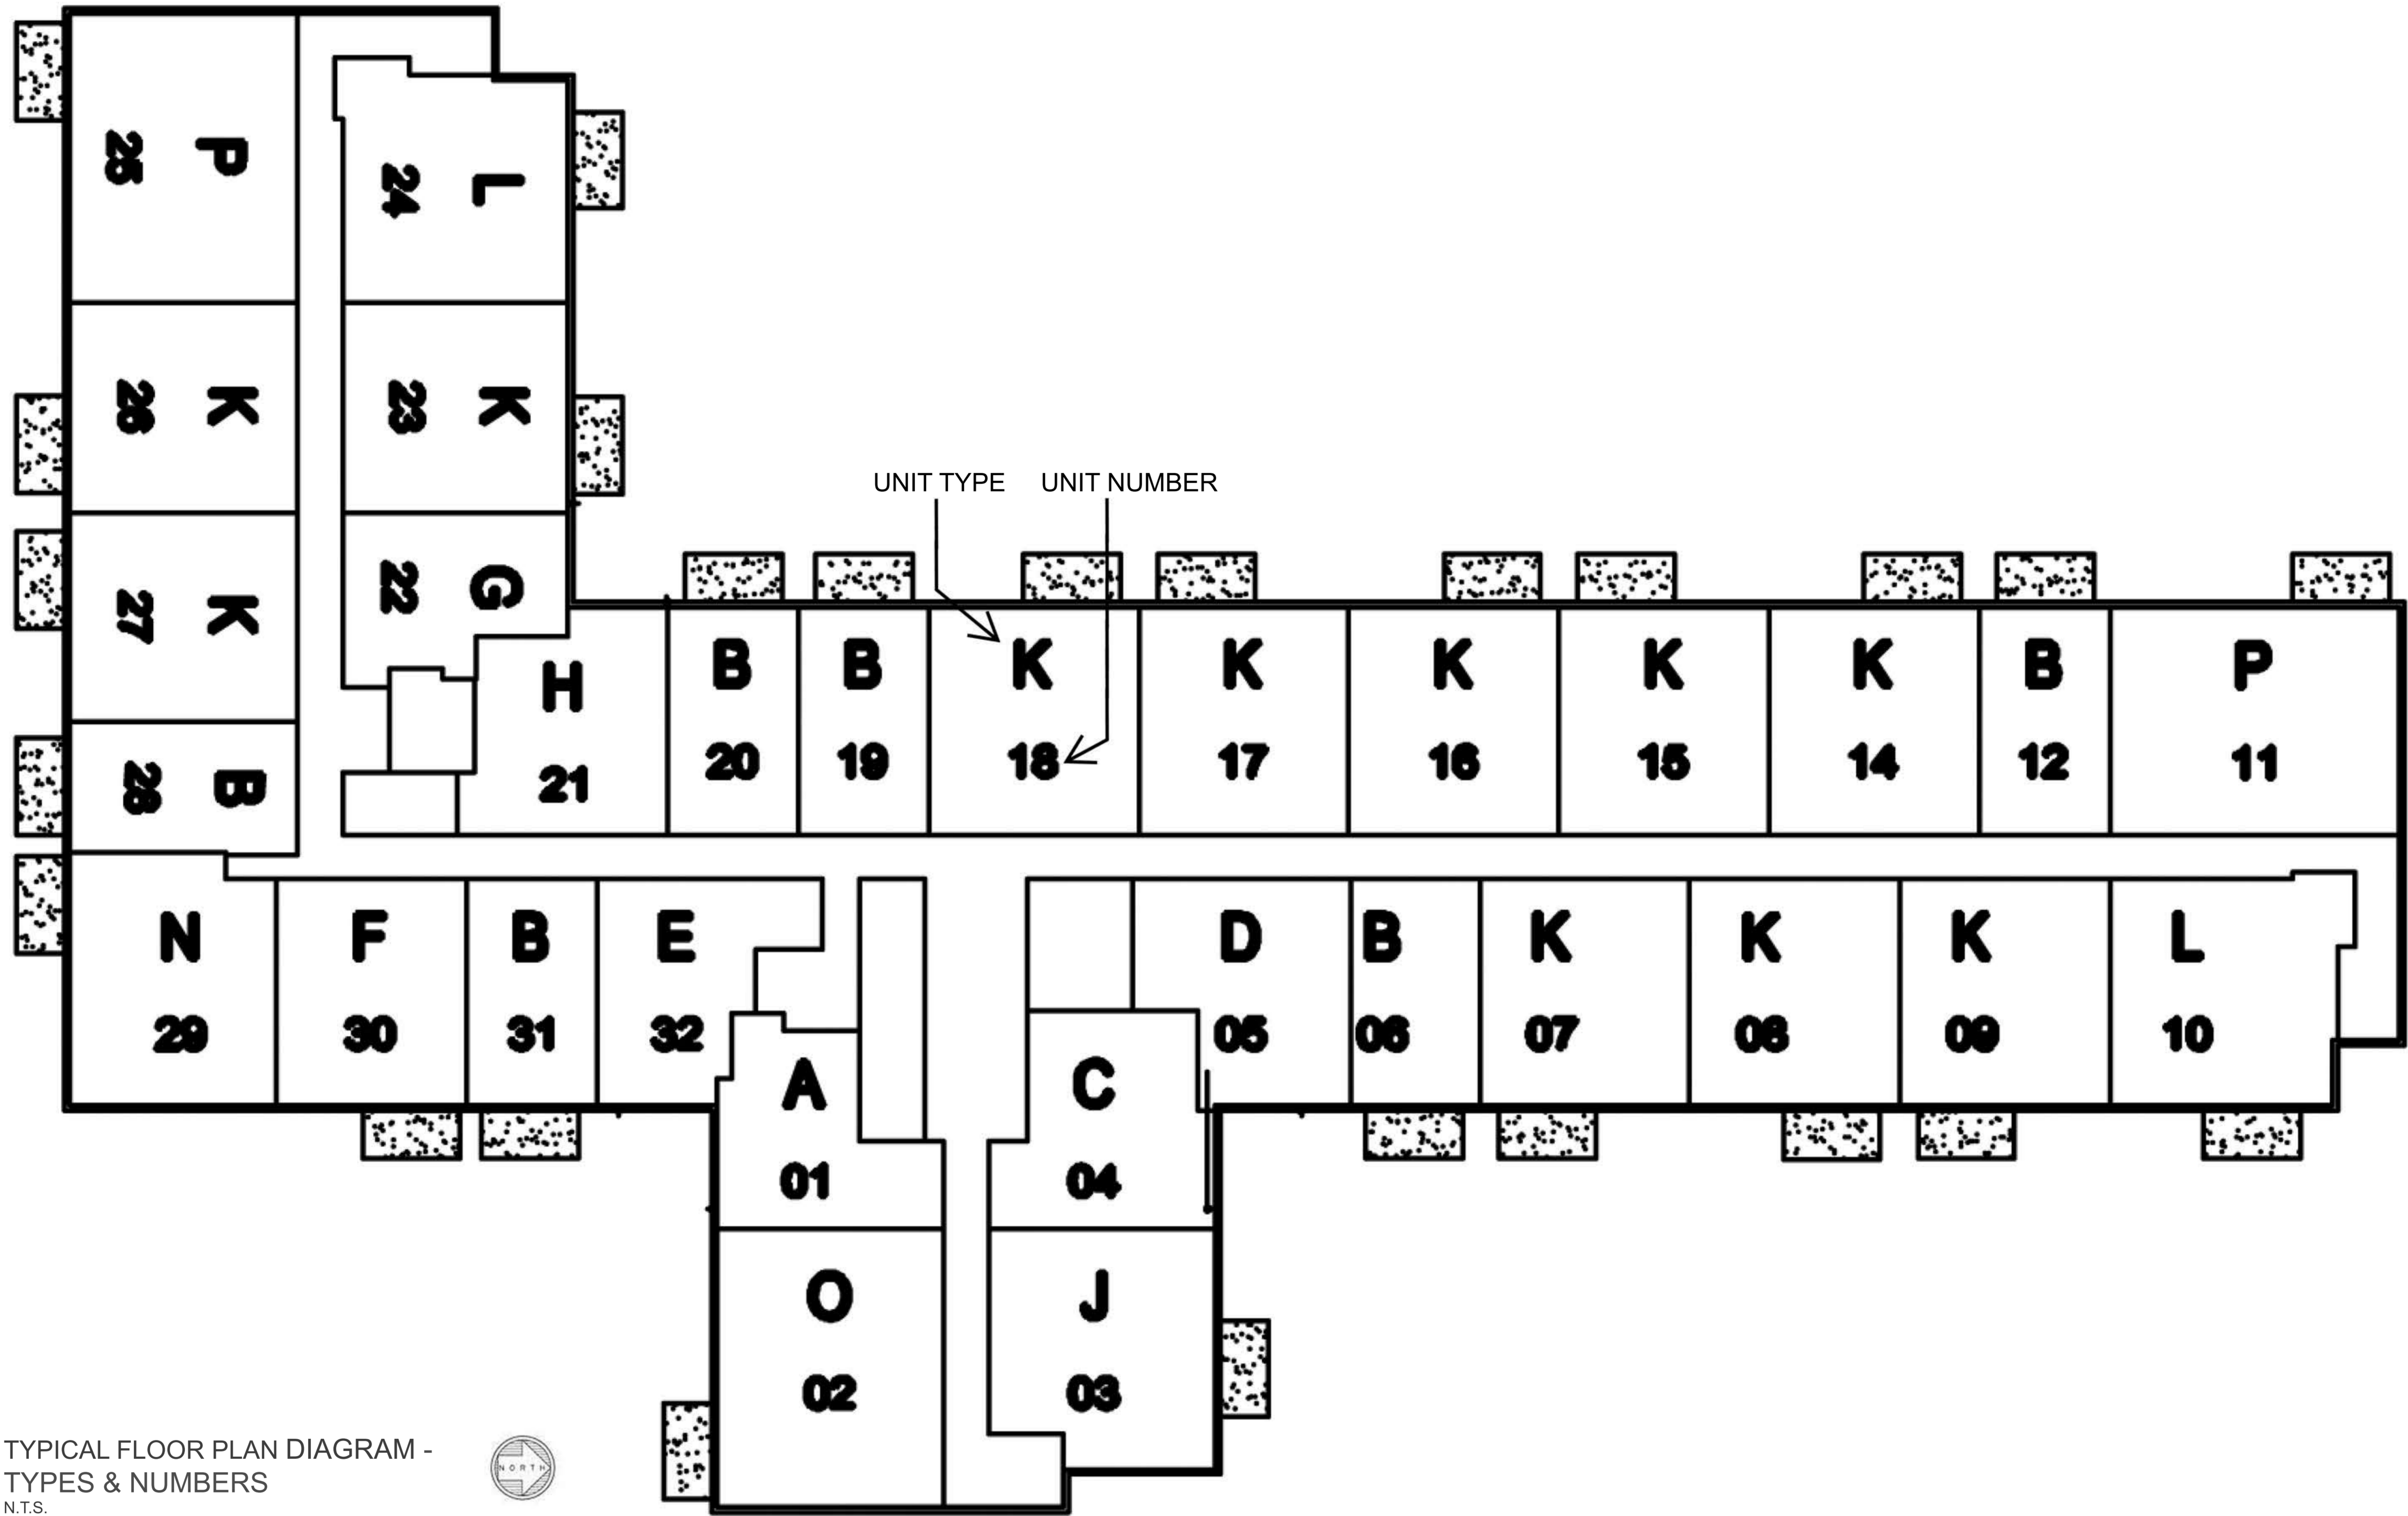 P
25
L
24
K
26
K
23
UNIT TYPE
UNIT NUMBER
K
27
G
22
B
28
H
21
B
20
B
19
K
18
K
17
K
16
K
15
K
14
B
12
P
11
N
29
F
30
B
31
E
32
A
01
C
04
D
05
B
06
K
07
K
08
K
09
L
10
O
02
J
03
TYPICAL FLOOR PLAN DIAGRAM -
TYPES & NUMBERS
N.T.S.
NORTH